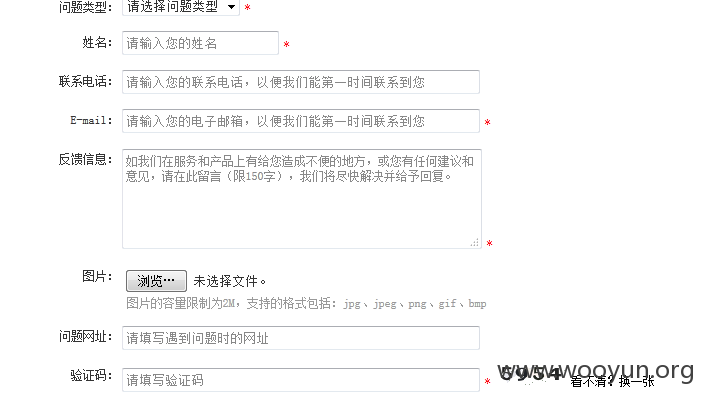 问题类型： 请选择问题类型 *
姓名： 请输入您的姓名 *
联系电话： 请输入您的联系电话，以便我们能第一时间联系到您
E-mail： 请输入您的电子邮箱，以便我们能第一时间联系到您 *
反馈信息： 如我们在服务和产品上有给您造成不便的地方，或您有任何建议和
意见，请在此留言（限150字），我们将尽快解决并给予回复。 *
图片： 浏览… 未选择文件。
图片的容量限制为2M，支持的格式包括：jpg、jpeg、png、gif、bmp
问题网址： 请填写遇到问题时的网址
验证码： 请填写验证码 * 5954 看不清？换一张
www.wooyun.org